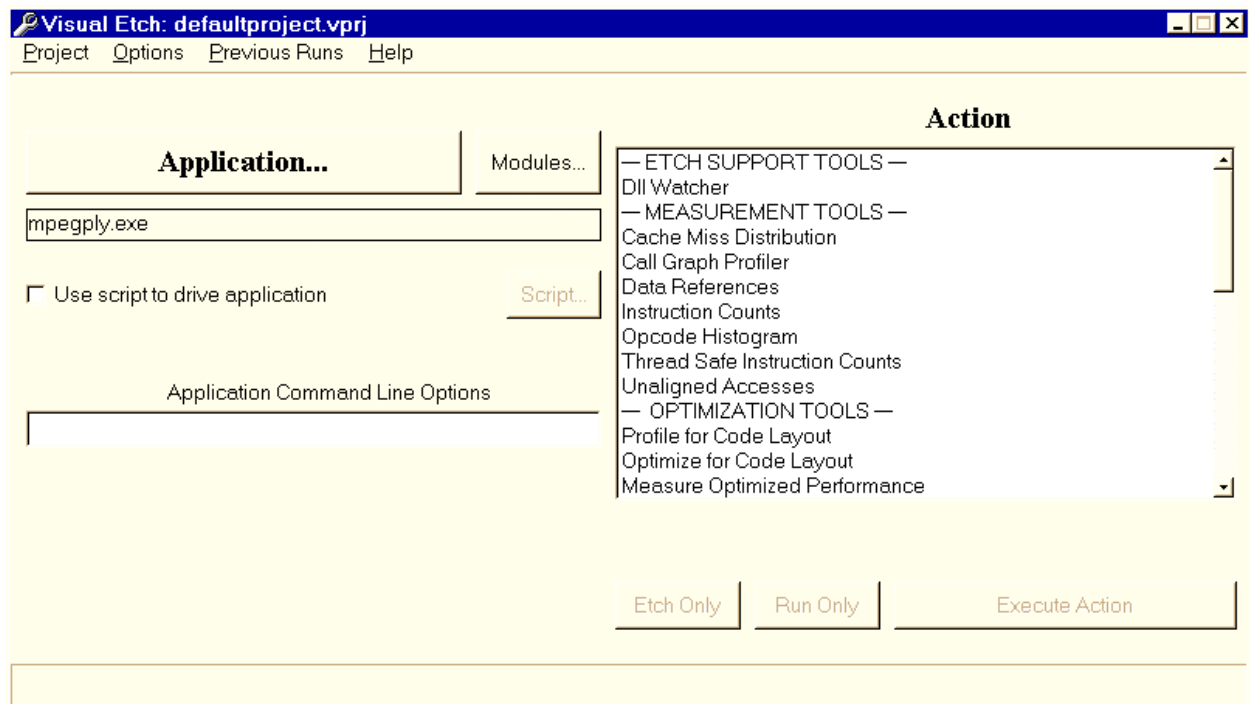 Visual Etch: defaultproject.vprj
Project Options Previous Runs Help
Application...
Modules...
mpegply.exe
Use script to drive application
Script...
Application Command Line Options
Action
— ETCH SUPPORT TOOLS —
Dll Watcher
— MEASUREMENT TOOLS —
Cache Miss Distribution
Call Graph Profiler
Data References
Instruction Counts
Opcode Histogram
Thread Safe Instruction Counts
Unaligned Accesses
— OPTIMIZATION TOOLS —
Profile for Code Layout
Optimize for Code Layout
Measure Optimized Performance
Etch Only
Run Only
Execute Action